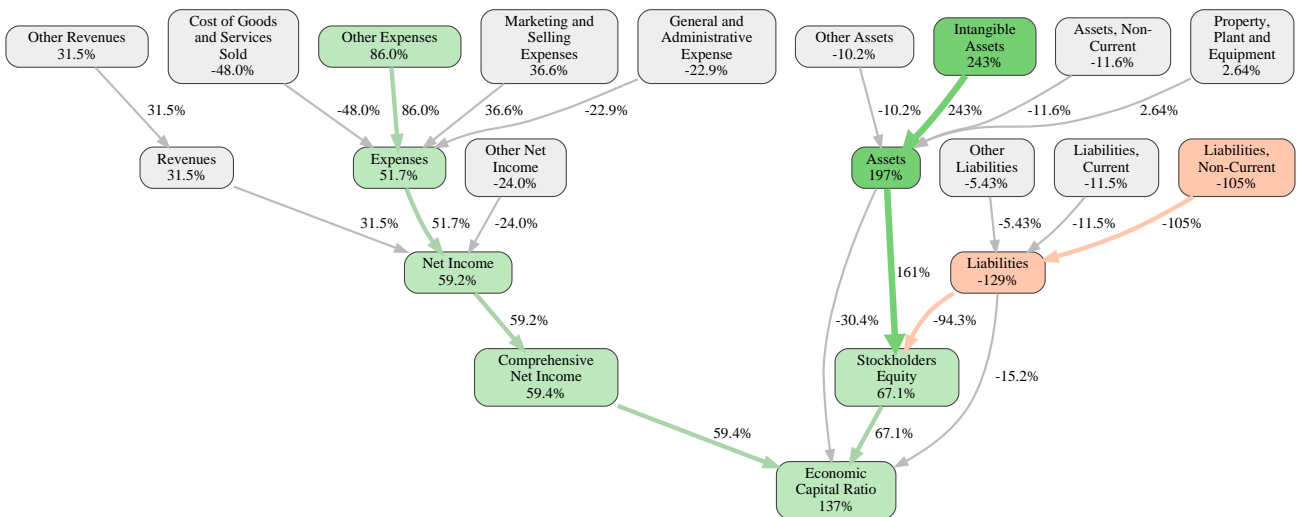 Other Revenues
31.5%
Cost of Goods
and Services
Sold
-48.0%
Other Expenses
86.0%
Marketing and
Selling
Expenses
36.6%
General and
Administrative
Expense
-22.9%
Other Assets
-10.2%
Intangible
Assets
243%
Assets, Non-
Current
-11.6%
Property,
Plant and
Equipment
2.64%
31.5%
-48.0%
86.0%
36.6%
-22.9%
-10.2%
243%
-11.6%
2.64%
Revenues
31.5%
Expenses
51.7%
Other Net
Income
-24.0%
Assets
197%
Other
Liabilities
-5.43%
Liabilities,
Current
-11.5%
Liabilities,
Non-Current
-105%
31.5%
51.7%
-24.0%
-5.43%
-11.5%
-105%
Net Income
59.2%
161%
Liabilities
-129%
59.2%
-30.4%
-94.3%
Comprehensive
Net Income
59.4%
Stockholders
Equity
67.1%
-15.2%
59.4%
67.1%
Economic
Capital Ratio
137%